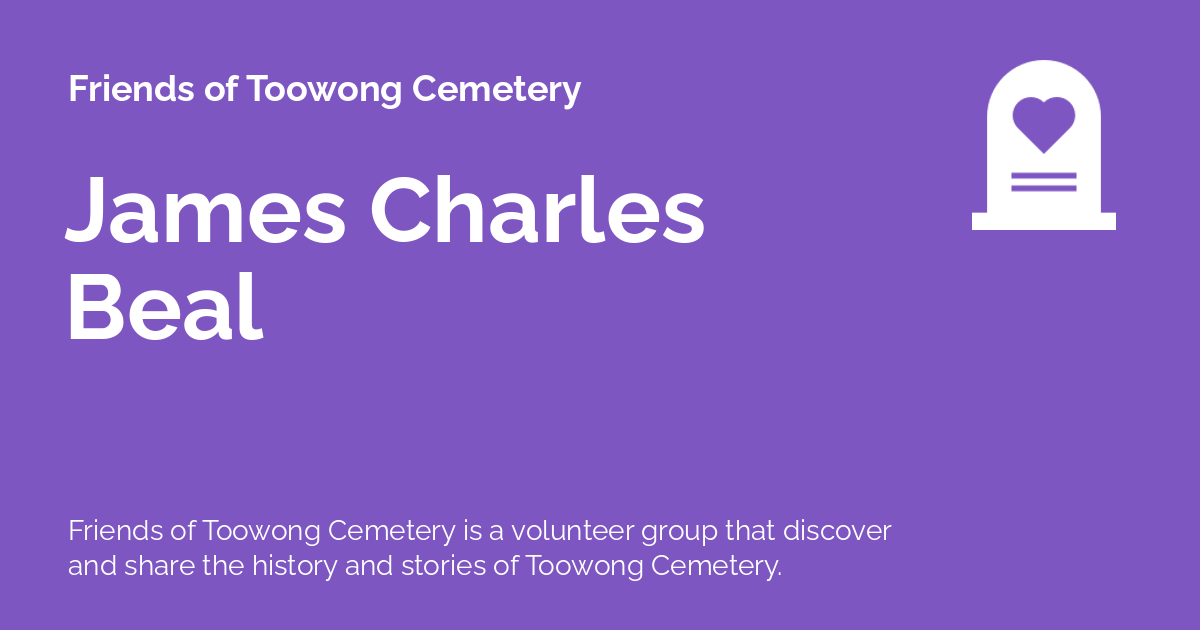 Friends of Toowong Cemetery
James Charles
Beal
Friends of Toowong Cemetery is a volunteer group that discover
and share the history and stories of Toowong Cemetery.